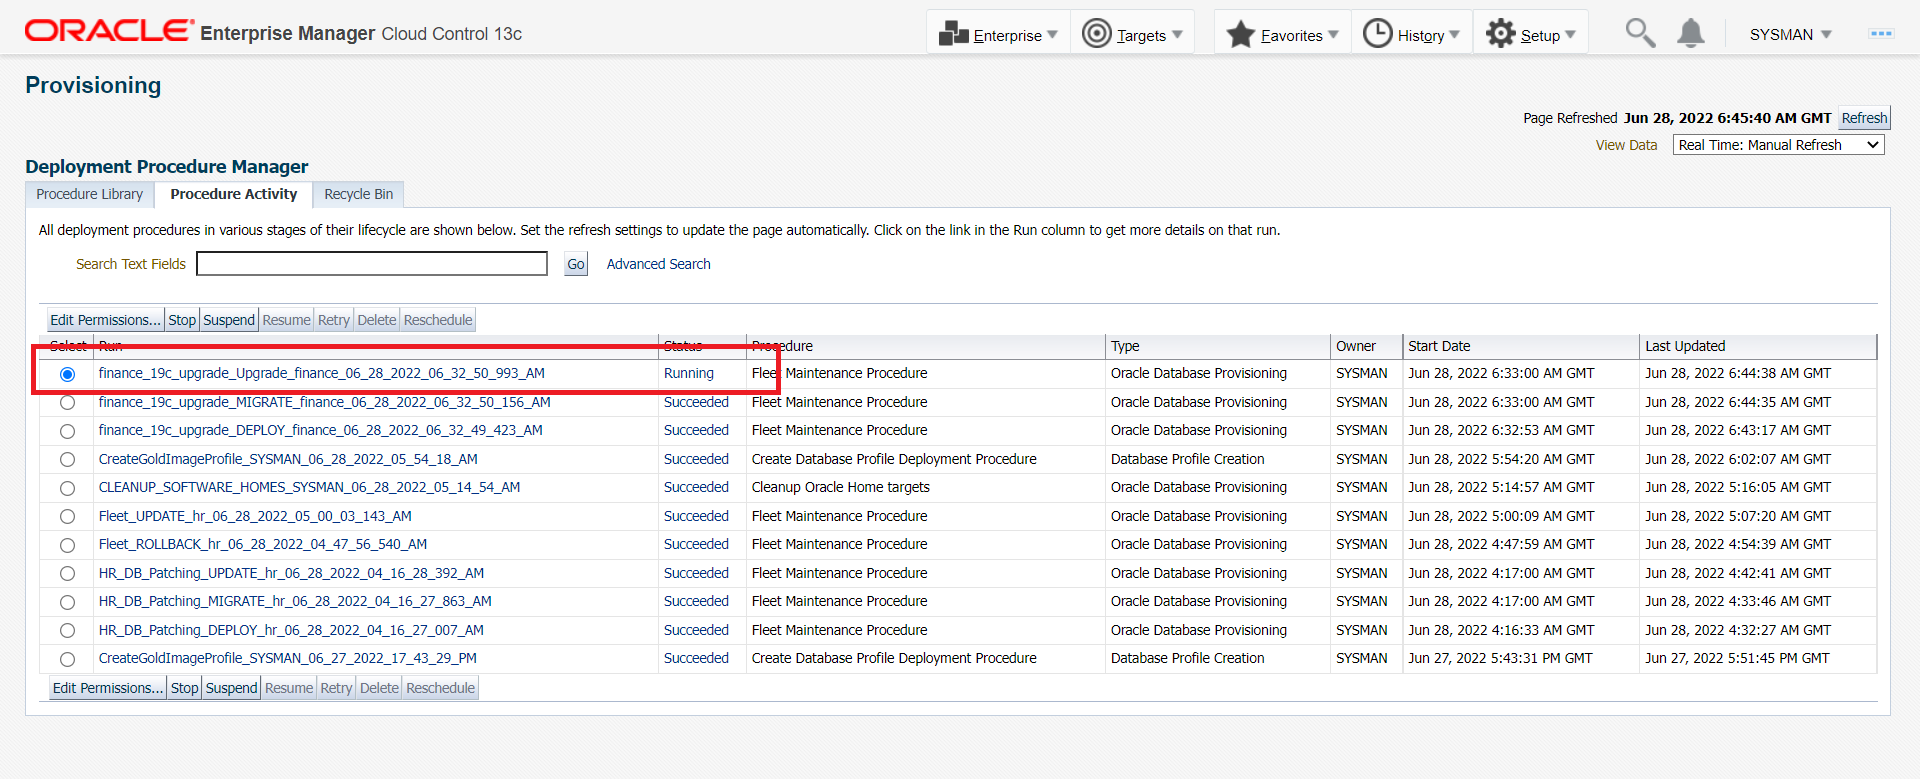 ORACLE Enterprise Manager Cloud Control 13c Enterprise Targets Favorites History Setup SYSMAN
Provisioning
Page Refreshed Jun 28, 2022 6:45:40 AM GMT Refresh
View Data Real Time: Manual Refresh
Deployment Procedure Manager
Procedure Library Procedure Activity Recycle Bin
All deployment procedures in various stages of their lifecycle are shown below. Set the refresh settings to update the page automatically. Click on the link in the Run column to get more details on that run.
Search Text Fields Go Advanced Search
Edit Permissions... Stop Suspend Resume Retry Delete Reschedule
Select Run Status Procedure Type Owner Start Date Last Updated
finance_19c_upgrade_Upgrade_finance_06_28_2022_06_32_50_993_AM Running Fleet Maintenance Procedure Oracle Database Provisioning SYSMAN Jun 28, 2022 6:33:00 AM GMT Jun 28, 2022 6:44:38 AM GMT
finance_19c_upgrade_MIGRATE_finance_06_28_2022_06_32_50_156_AM Succeeded Fleet Maintenance Procedure Oracle Database Provisioning SYSMAN Jun 28, 2022 6:33:00 AM GMT Jun 28, 2022 6:44:35 AM GMT
finance_19c_upgrade_DEPLOY_finance_06_28_2022_06_32_49_423_AM Succeeded Fleet Maintenance Procedure Oracle Database Provisioning SYSMAN Jun 28, 2022 6:32:53 AM GMT Jun 28, 2022 6:43:17 AM GMT
CreateGoldImageProfile_SYSMAN_06_28_2022_05_54_18_AM Succeeded Create Database Profile Deployment Procedure Database Profile Creation SYSMAN Jun 28, 2022 5:54:20 AM GMT Jun 28, 2022 6:02:07 AM GMT
CLEANUP_SOFTWARE_HOMES_SYSMAN_06_28_2022_05_14_54_AM Succeeded Cleanup Oracle Home targets Oracle Database Provisioning SYSMAN Jun 28, 2022 5:14:57 AM GMT Jun 28, 2022 5:16:05 AM GMT
Fleet_UPDATE_hr_06_28_2022_05_00_03_143_AM Succeeded Fleet Maintenance Procedure Oracle Database Provisioning SYSMAN Jun 28, 2022 5:00:09 AM GMT Jun 28, 2022 5:07:20 AM GMT
Fleet_ROLLBACK_hr_06_28_2022_04_47_56_540_AM Succeeded Fleet Maintenance Procedure Oracle Database Provisioning SYSMAN Jun 28, 2022 4:47:59 AM GMT Jun 28, 2022 4:54:39 AM GMT
HR_DB_Patching_UPDATE_hr_06_28_2022_04_16_28_392_AM Succeeded Fleet Maintenance Procedure Oracle Database Provisioning SYSMAN Jun 28, 2022 4:17:00 AM GMT Jun 28, 2022 4:42:41 AM GMT
HR_DB_Patching_MIGRATE_hr_06_28_2022_04_16_27_863_AM Succeeded Fleet Maintenance Procedure Oracle Database Provisioning SYSMAN Jun 28, 2022 4:17:00 AM GMT Jun 28, 2022 4:33:46 AM GMT
HR_DB_Patching_DEPLOY_hr_06_28_2022_04_16_27_007_AM Succeeded Fleet Maintenance Procedure Oracle Database Provisioning SYSMAN Jun 28, 2022 4:16:33 AM GMT Jun 28, 2022 4:32:27 AM GMT
CreateGoldImageProfile_SYSMAN_06_27_2022_17_43_29_PM Succeeded Create Database Profile Deployment Procedure Database Profile Creation SYSMAN Jun 27, 2022 5:43:31 PM GMT Jun 27, 2022 5:51:45 PM GMT
Edit Permissions... Stop Suspend Resume Retry Delete Reschedule